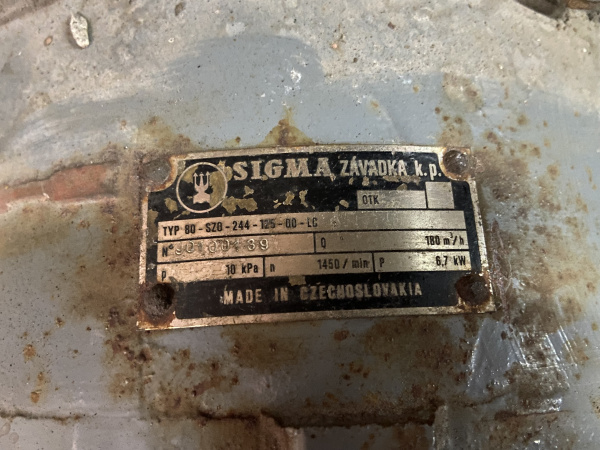 SIGMA ZÁVADKA k.p.
OTK
TYP 80-SZO-244-125-00-LC
N° Q 180 m³/h
p 10 kPa n 1450/min P 6,7 kW
MADE IN CZECHOSLOVAKIA